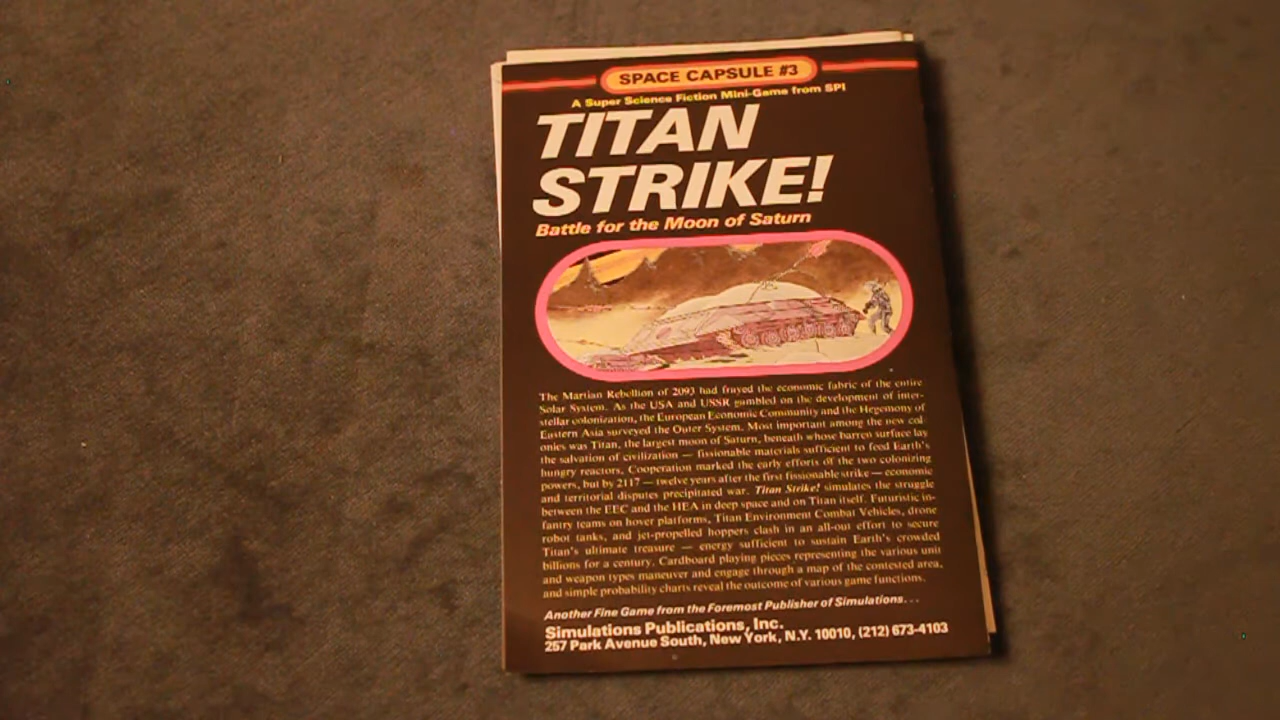 SPACE CAPSULE #3
A Super Science Fiction Mini-Game from SPI
TITAN
STRIKE!
Battle for the Moon of Saturn
The Martian Rebellion of 2093 had frayed the economic fabric of the entire
Solar System. As the USA and USSR gambled on the development of inter-
stellar colonization, the European Economic Community and the Hegemony of
Eastern Asia surveyed the Outer System. Most important among the new col-
onies was Titan, the largest moon of Saturn, beneath whose barren surface lay
the salvation of civilization — fissionable materials sufficient to feed Earth's
hungry reactors. Cooperation marked the early efforts of the two colonizing
powers, but by 2117 — twelve years after the first fissionable strike — economic
and territorial disputes precipitated war. Titan Strike! simulates the struggle
between the EEC and the HEA in deep space and on Titan itself. Futuristic in-
fantry teams on hover platforms, Titan Environment Combat Vehicles, drone
robot tanks, and jet-propelled hoppers clash in an all-out effort to secure
Titan's ultimate treasure — energy sufficient to sustain Earth's crowded
billions for a century. Cardboard playing pieces representing the various unit
and weapon types maneuver and engage through a map of the contested area,
and simple probability charts reveal the outcome of various game functions.
Another Fine Game from the Foremost Publisher of Simulations...
Simulations Publications, Inc.
257 Park Avenue South, New York, N.Y. 10010, (212) 673-4103